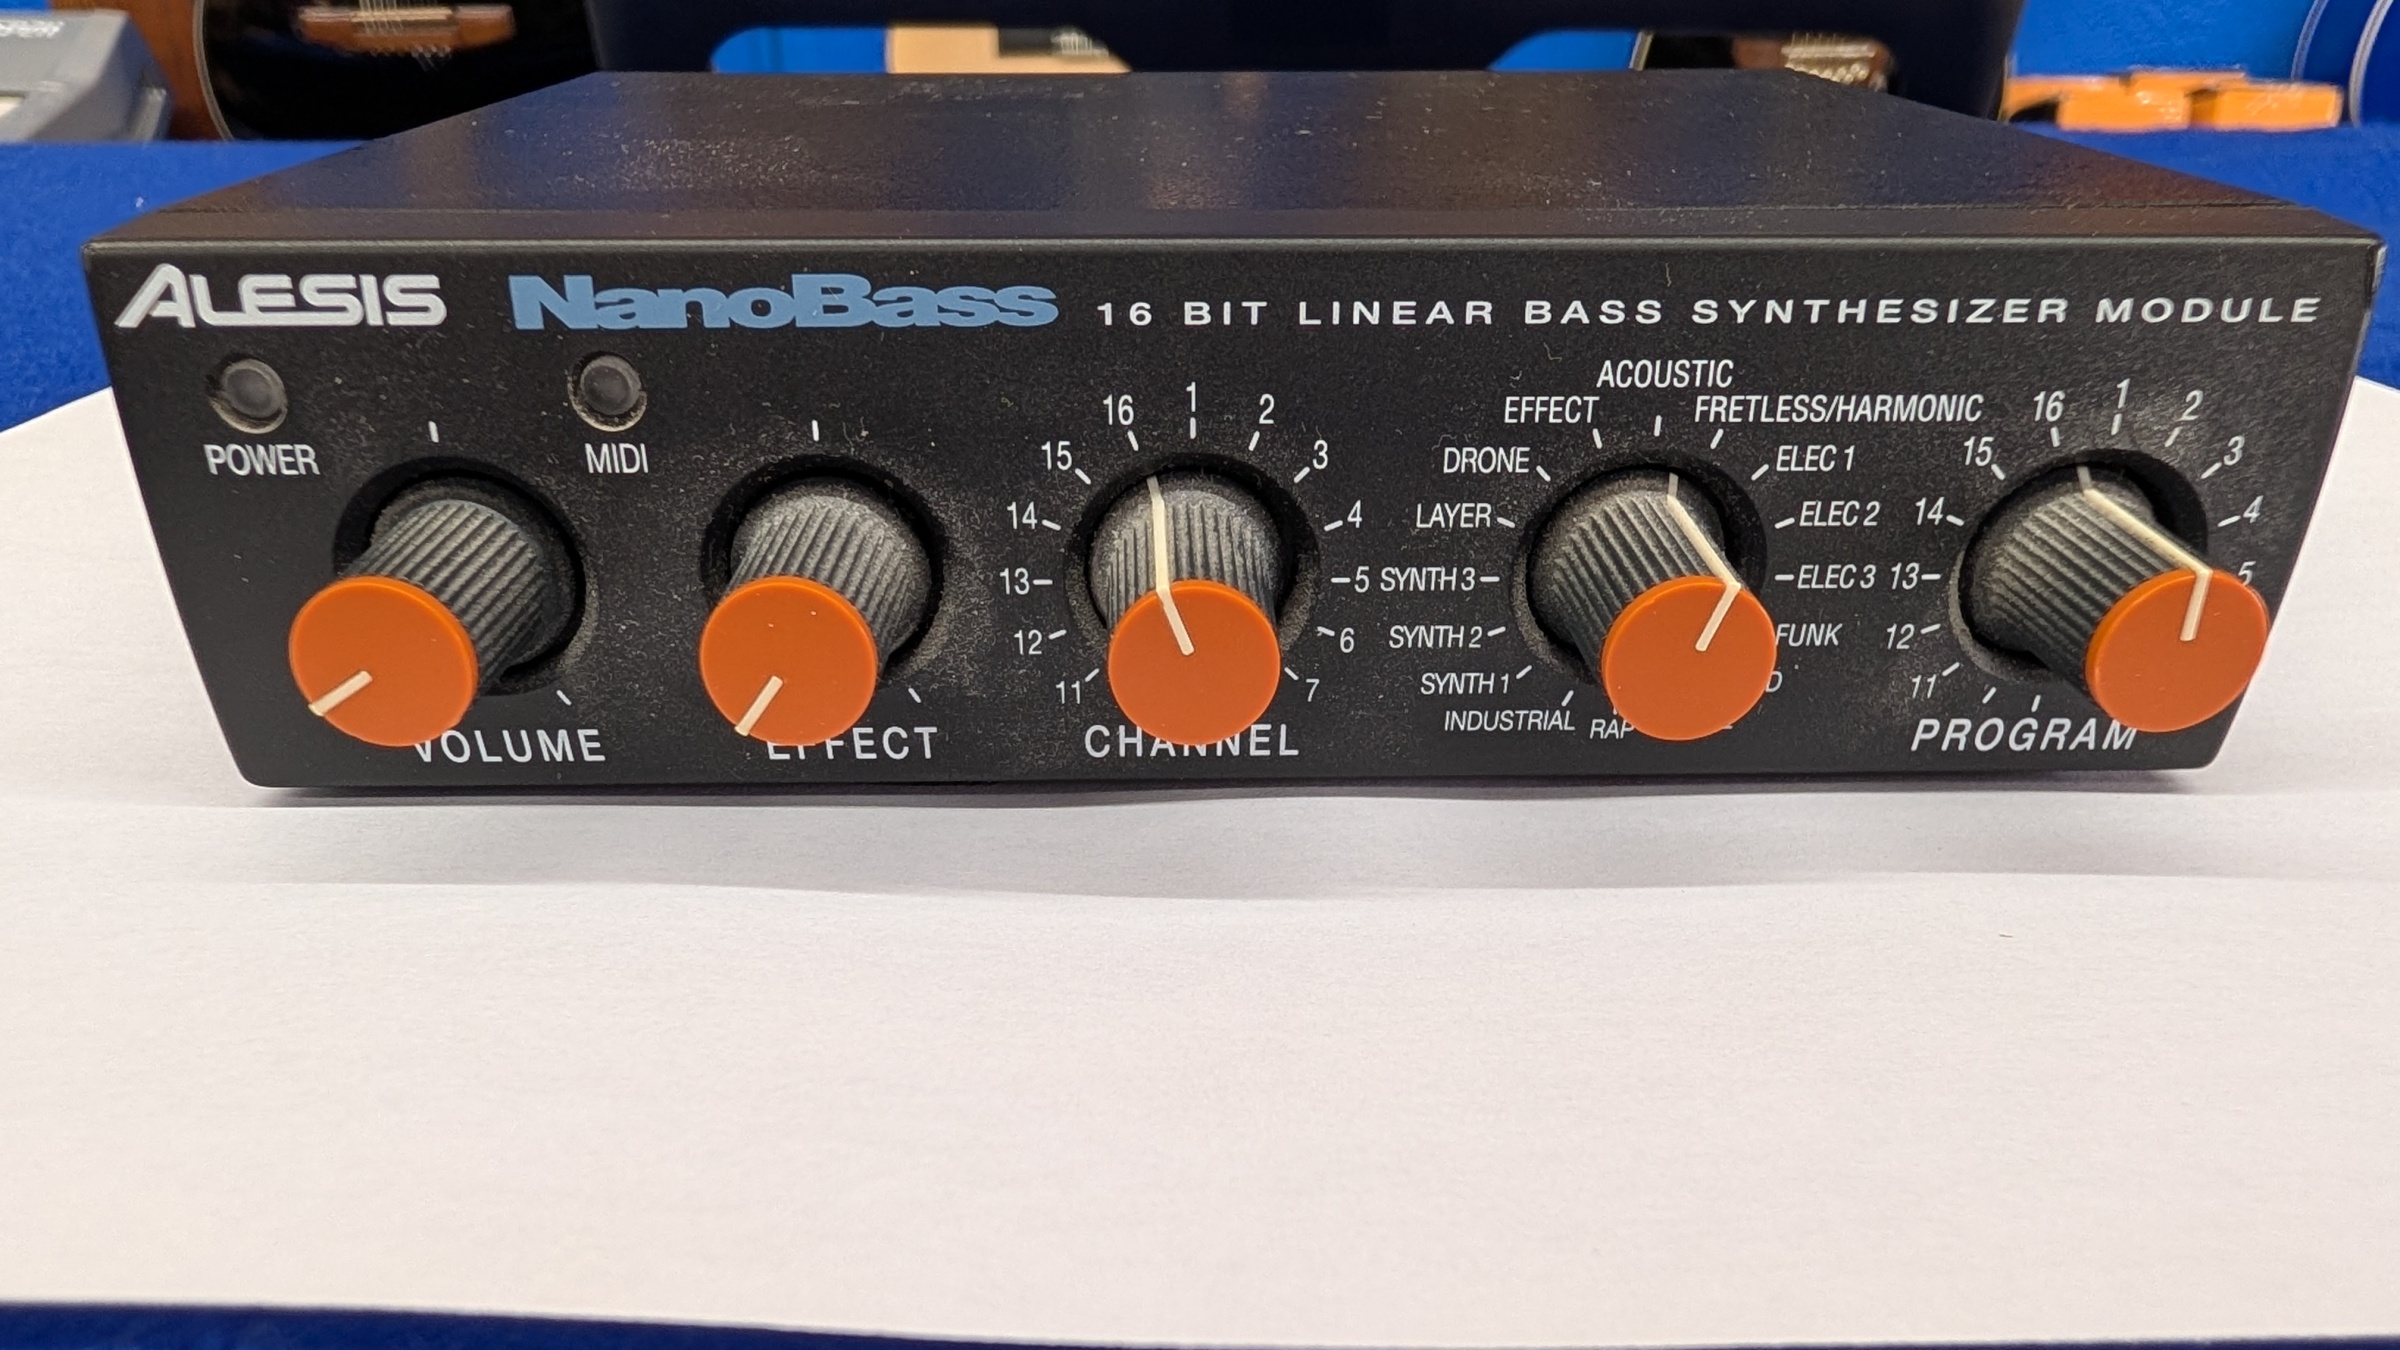 ALESIS NanoBass 16 BIT LINEAR BASS SYNTHESIZER MODULE
POWER
MIDI
VOLUME
EFFECT
16 1 2
15 3
14 4
13 5
12 6
11 7
CHANNEL
ACOUSTIC
EFFECT FRETLESS/HARMONIC
DRONE ELEC 1
LAYER ELEC 2
SYNTH 3 ELEC 3
SYNTH 2 FUNK
SYNTH 1
INDUSTRIAL RAP
16 1 2
15 3
14 4
13 5
12
11
PROGRAM